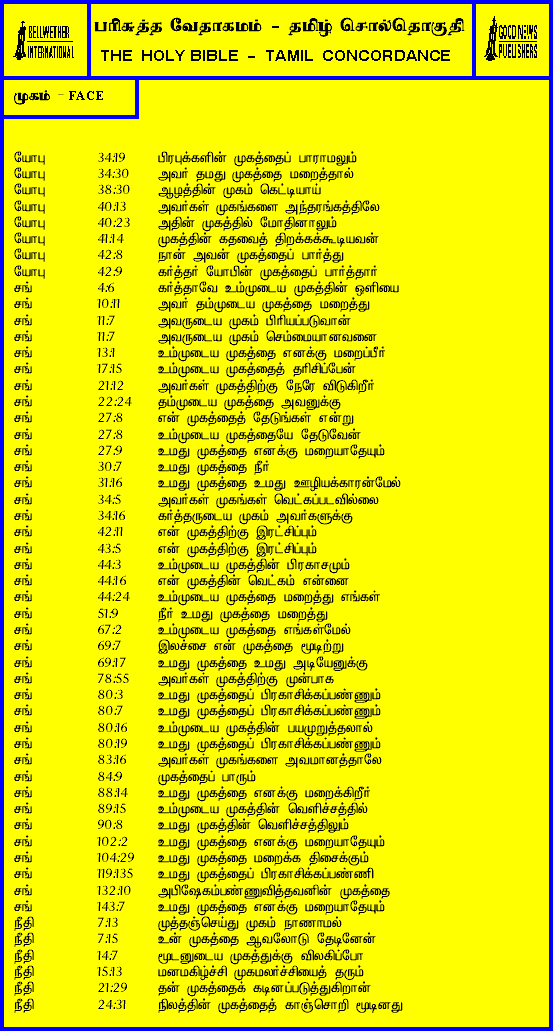 BELLWETHER
INTERNATIONAL
பரிசுத்த வேதாகமம் - தமிழ் சொல்தொகுதி
THE HOLY BIBLE - TAMIL CONCORDANCE
GOOD NEWS
PUBLISHERS
முகம் - FACE
யோபு 34:19 பிரபுக்களின் முகத்தைப் பாராமலும்
யோபு 34:30 அவர் தமது முகத்தை மறைத்தால்
யோபு 38:30 ஆழத்தின் முகம் கெட்டியாய்
யோபு 40:13 அவர்கள் முகங்களை அந்தரங்கத்திலே
யோபு 40:23 அதின் முகத்தில் மோதினாலும்
யோபு 41:14 முகத்தின் கதவைத் திறக்கக்கூடியவன்
யோபு 42:8 நான் அவன் முகத்தைப் பார்த்து
யோபு 42:9 கர்த்தர் யோபின் முகத்தைப் பார்த்தார்
சங் 4:6 கர்த்தாவே உம்முடைய முகத்தின் ஒளியை
சங் 10:11 அவர் தம்முடைய முகத்தை மறைத்து
சங் 11:7 அவருடைய முகம் பிரியப்படுவான்
சங் 11:7 அவருடைய முகம் செம்மையானவனை
சங் 13:1 உம்முடைய முகத்தை எனக்கு மறைப்பீர்
சங் 17:15 உம்முடைய முகத்தைத் தரிசிப்பேன்
சங் 21:12 அவர்கள் முகத்திற்கு நேரே விடுகிறீர்
சங் 22:24 தம்முடைய முகத்தை அவனுக்கு
சங் 27:8 என் முகத்தைத் தேடுங்கள் என்று
சங் 27:8 உம்முடைய முகத்தையே தேடுவேன்
சங் 27:9 உமது முகத்தை எனக்கு மறையாதேயும்
சங் 30:7 உமது முகத்தை நீர்
சங் 31:16 உமது முகத்தை உமது ஊழியக்காரன்மேல்
சங் 34:5 அவர்கள் முகங்கள் வெட்கப்படவில்லை
சங் 34:16 கர்த்தருடைய முகம் அவர்களுக்கு
சங் 42:11 என் முகத்திற்கு இரட்சிப்பும்
சங் 43:5 என் முகத்திற்கு இரட்சிப்பும்
சங் 44:3 உம்முடைய முகத்தின் பிரகாசமும்
சங் 44:16 என் முகத்தின் வெட்கம் என்னை
சங் 44:24 உம்முடைய முகத்தை மறைத்து எங்கள்
சங் 51:9 நீர் உமது முகத்தை மறைத்து
சங் 67:2 உம்முடைய முகத்தை எங்கள்மேல்
சங் 69:7 இலச்சை என் முகத்தை மூடிற்று
சங் 69:17 உமது முகத்தை உமது அடியேனுக்கு
சங் 78:55 அவர்கள் முகத்திற்கு முன்பாக
சங் 80:3 உமது முகத்தைப் பிரகாசிக்கப்பண்ணும்
சங் 80:7 உமது முகத்தைப் பிரகாசிக்கப்பண்ணும்
சங் 80:16 உம்முடைய முகத்தின் பயமுறுத்தலால்
சங் 80:19 உமது முகத்தைப் பிரகாசிக்கப்பண்ணும்
சங் 83:16 அவர்கள் முகங்களை அவமானத்தாலே
சங் 84:9 முகத்தைப் பாரும்
சங் 88:14 உமது முகத்தை எனக்கு மறைக்கிறீர்
சங் 89:15 உம்முடைய முகத்தின் வெளிச்சத்தில்
சங் 90:8 உமது முகத்தின் வெளிச்சத்திலும்
சங் 102:2 உமது முகத்தை எனக்கு மறையாதேயும்
சங் 104:29 உமது முகத்தை மறைக்க திசைக்கும்
சங் 119:135 உமது முகத்தைப் பிரகாசிக்கப்பண்ணி
சங் 132:10 அபிஷேகம்பண்ணுவித்தவனின் முகத்தை
சங் 143:7 உமது முகத்தை எனக்கு மறையாதேயும்
நீதி 7:13 முத்தஞ்செய்து முகம் நாணாமல்
நீதி 7:15 உன் முகத்தை ஆவலோடு தேடினேன்
நீதி 14:7 மூடனுடைய முகத்துக்கு விலகிப்போ
நீதி 15:13 மனமகிழ்ச்சி முகமலர்ச்சியைத் தரும்
நீதி 21:29 தன் முகத்தைக் கடினப்படுத்துகிறான்
நீதி 24:31 நிலத்தின் முகத்தைத் காஞ்சொறி மூடினது